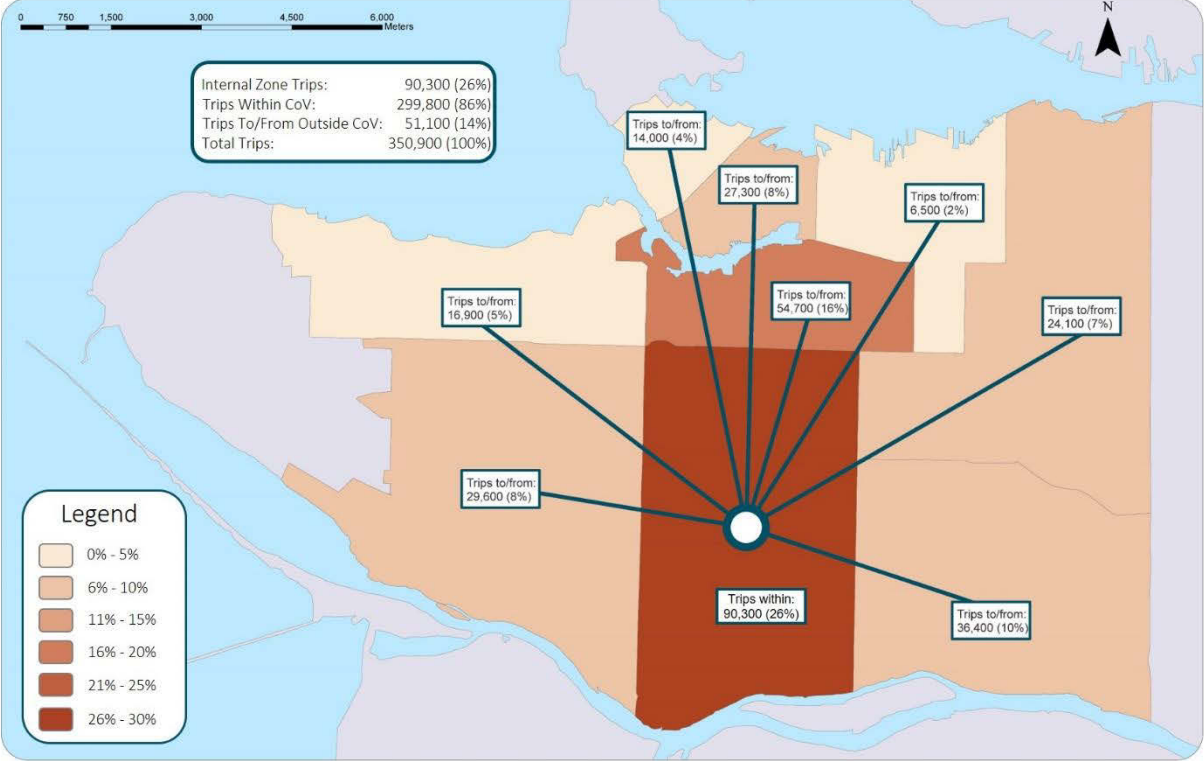 0 750 1,500 3,000 4,500 6,000
Meters
N
Internal Zone Trips: 90,300 (26%)
Trips Within CoV: 299,800 (86%)
Trips To/From Outside CoV: 51,100 (14%)
Total Trips: 350,900 (100%)
Trips to/from:
14,000 (4%)
Trips to/from:
27,300 (8%)
Trips to/from:
6,500 (2%)
Trips to/from:
16,900 (5%)
Trips to/from:
54,700 (16%)
Trips to/from:
24,100 (7%)
Trips to/from:
29,600 (8%)
Trips within:
90,300 (26%)
Trips to/from:
36,400 (10%)
Legend
0% - 5%
6% - 10%
11% - 15%
16% - 20%
21% - 25%
26% - 30%